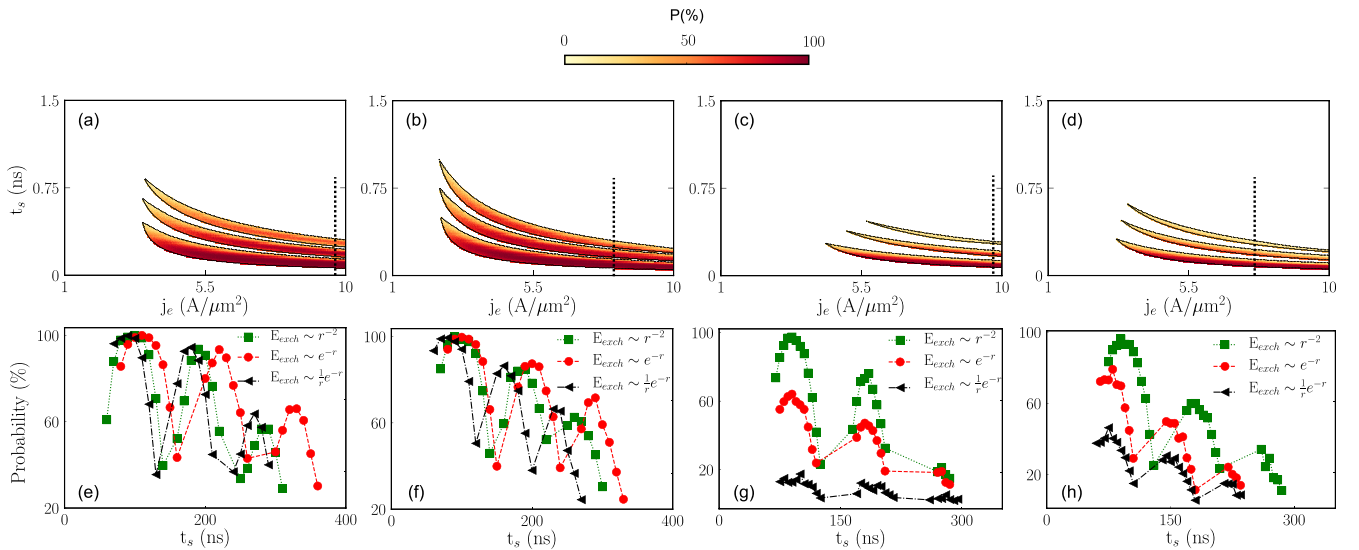 P(%)
0 50 100
(a) (b) (c) (d)
1.5 1.5 1.5 1.5
0.75 0.75 0.75 0.75
0 0 0 0
t_s (ns)
1 5.5 10 1 5.5 10 1 5.5 10 1 5.5 10
j_e (A/μm²) j_e (A/μm²) j_e (A/μm²) j_e (A/μm²)
100 100 100 100
60 60 60 60
20 20 20 20
Probability (%)
E_exch ∼ r⁻² E_exch ∼ r⁻² E_exch ∼ r⁻² E_exch ∼ r⁻²
E_exch ∼ e⁻ʳ E_exch ∼ e⁻ʳ E_exch ∼ e⁻ʳ E_exch ∼ e⁻ʳ
E_exch ∼ 1/r e⁻ʳ E_exch ∼ 1/r e⁻ʳ E_exch ∼ 1/r e⁻ʳ E_exch ∼ 1/r e⁻ʳ
(e) (f) (g) (h)
0 200 400 0 200 400 0 150 300 0 150 300
t_s (ns) t_s (ns) t_s (ns) t_s (ns)